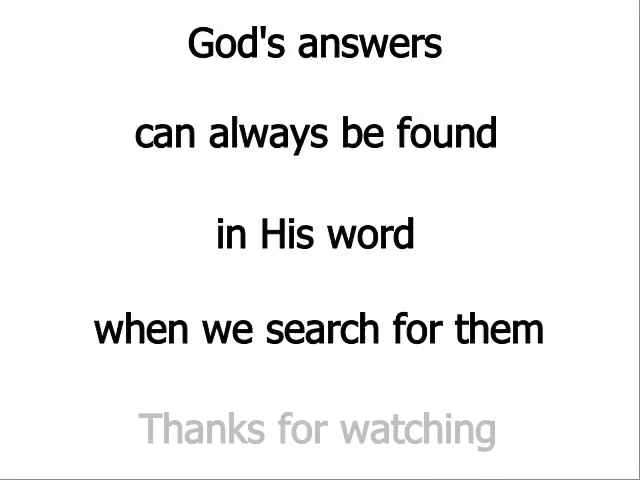 God's answers
can always be found
in His word
when we search for them
Thanks for watching